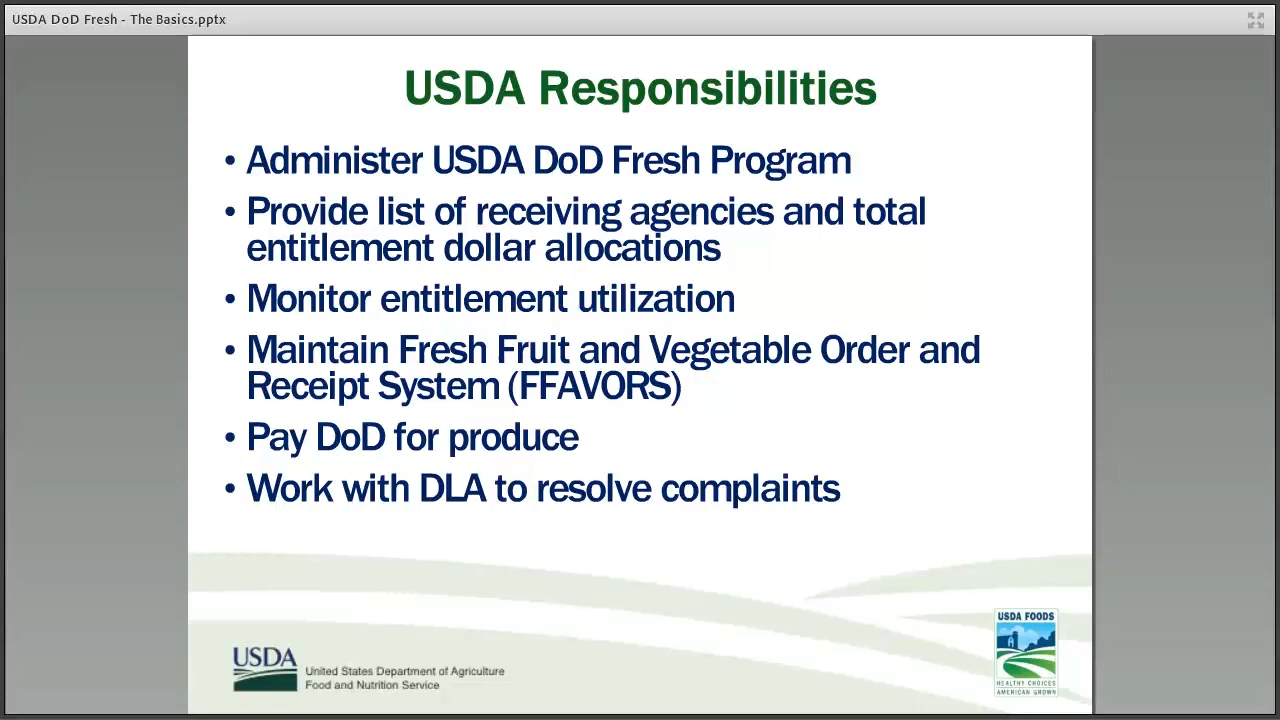 USDA DoD Fresh - The Basics.pptx
USDA Responsibilities
• Administer USDA DoD Fresh Program
• Provide list of receiving agencies and total
entitlement dollar allocations
• Monitor entitlement utilization
• Maintain Fresh Fruit and Vegetable Order and
Receipt System (FFAVORS)
• Pay DoD for produce
• Work with DLA to resolve complaints
USDA
United States Department of Agriculture
Food and Nutrition Service
USDA FOODS
HEALTHY CHOICES
AMERICAN GROWN